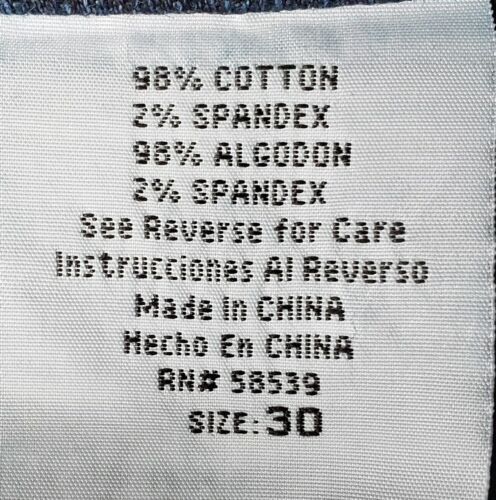 98% COTTON
2% SPANDEX
98% ALGODON
2% SPANDEX
See Reverse for Care
Instrucciones Al Reverso
Made In CHINA
Hecho En CHINA
RN# 58539
SIZE: 30